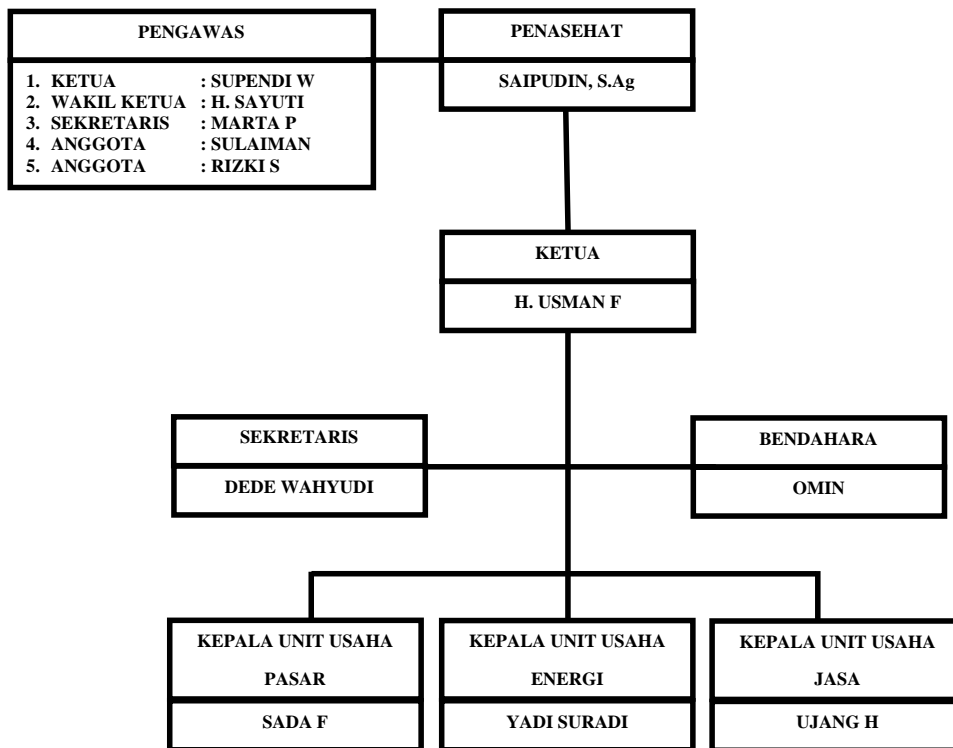 PENGAWAS
1. KETUA : SUPENDI W
2. WAKIL KETUA : H. SAYUTI
3. SEKRETARIS : MARTA P
4. ANGGOTA : SULAIMAN
5. ANGGOTA : RIZKI S
PENASEHAT
SAIPUDIN, S.Ag
KETUA
H. USMAN F
SEKRETARIS
DEDE WAHYUDI
BENDAHARA
OMIN
KEPALA UNIT USAHA
PASAR
SADA F
KEPALA UNIT USAHA
ENERGI
YADI SURADI
KEPALA UNIT USAHA
JASA
UJANG H